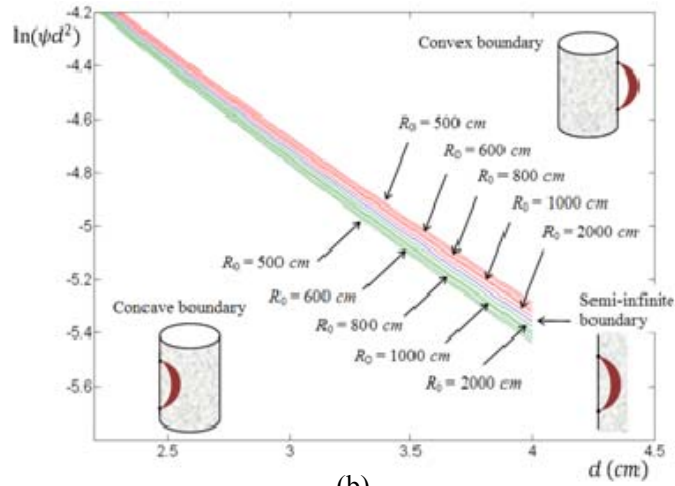 ln(ψd²)
-4.2
-4.4
-4.6
-4.8
-5
-5.2
-5.4
-5.6
2.5
3
3.5
4
4.5
d (cm)
Convex boundary
R₀ = 500 cm
R₀ = 600 cm
R₀ = 800 cm
R₀ = 1000 cm
R₀ = 2000 cm
R₀ = 500 cm
R₀ = 600 cm
R₀ = 800 cm
R₀ = 1000 cm
R₀ = 2000 cm
Concave boundary
Semi-infinite
boundary
(b)